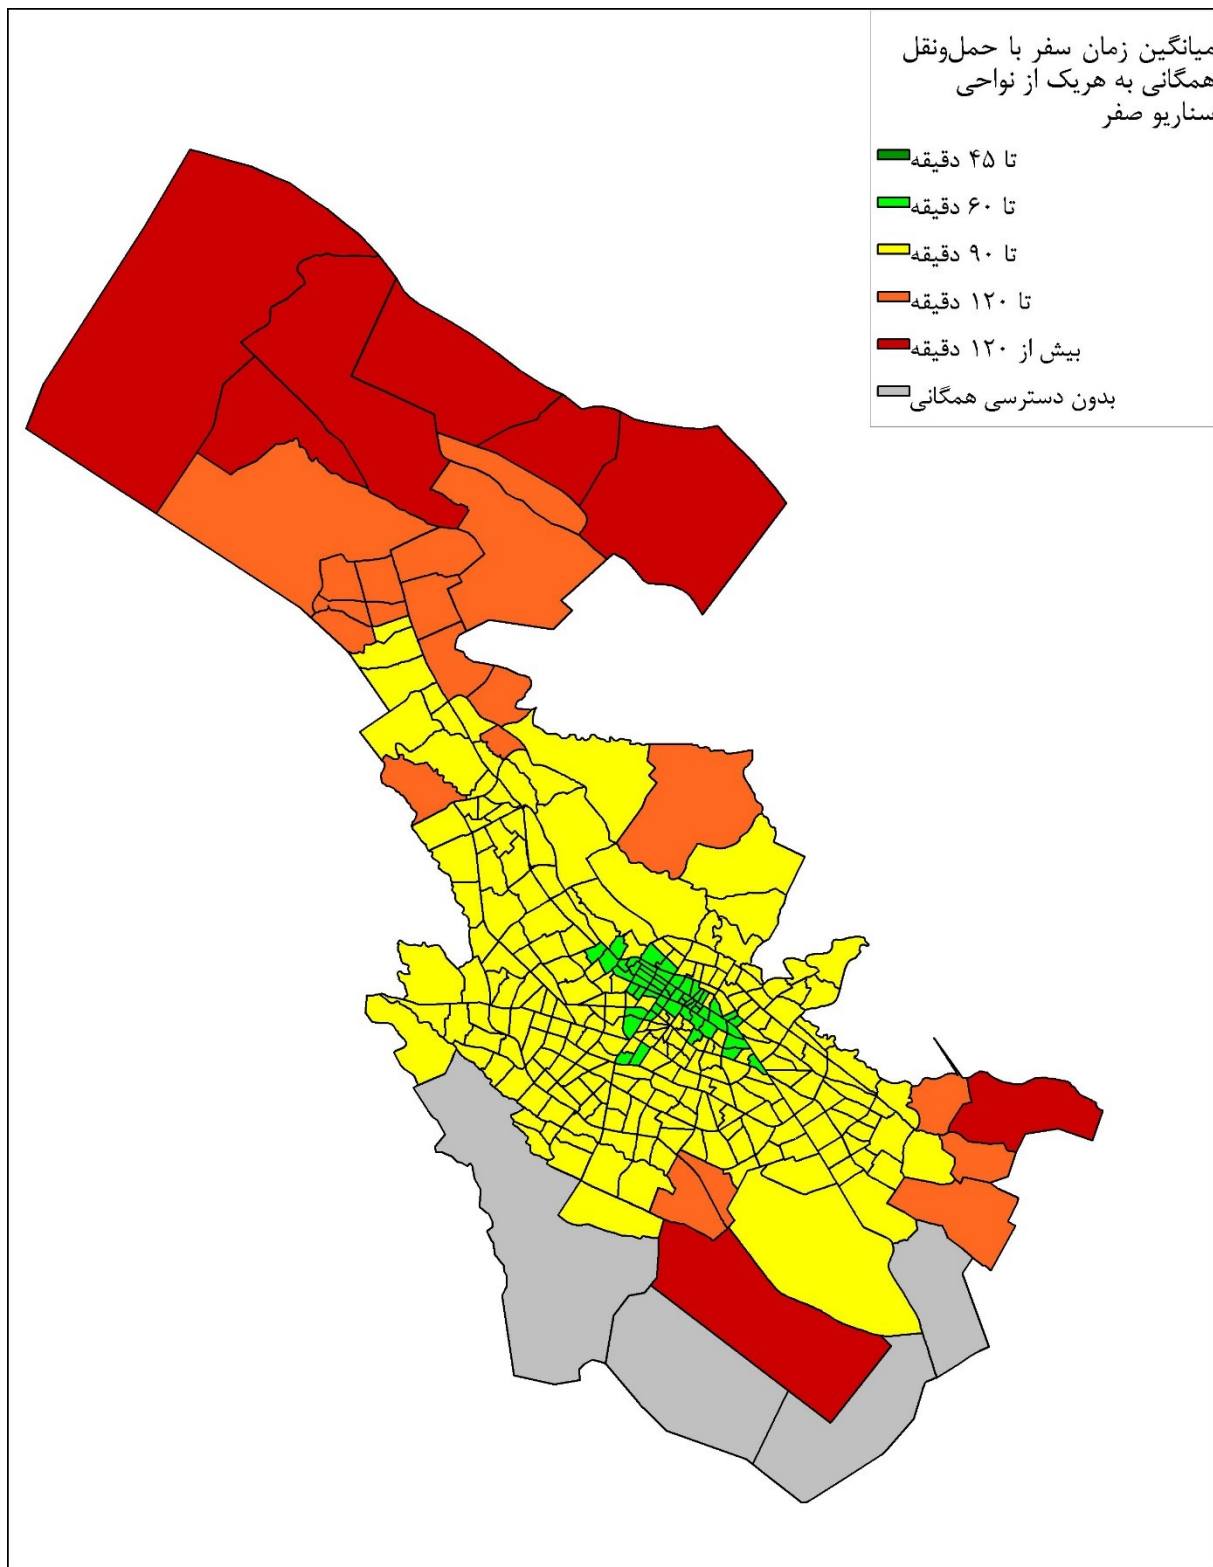 میانگین زمان سفر با حمل‌ونقل
همگانی به هریک از نواحی
سناریو صفر
تا ۴۵ دقیقه
تا ۶۰ دقیقه
تا ۹۰ دقیقه
تا ۱۲۰ دقیقه
بیش از ۱۲۰ دقیقه
بدون دسترسی همگانی